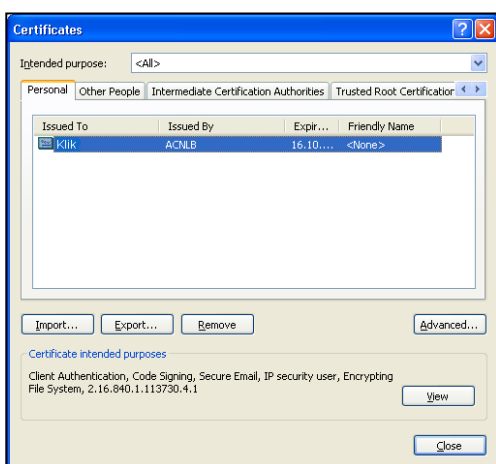 Certificates
Intended purpose: <All>
Personal Other People Intermediate Certification Authorities Trusted Root Certification
Issued To Issued By Expir... Friendly Name
Klik ACNLB 16.10.... <None>
Import... Export... Remove Advanced...
Certificate intended purposes
Client Authentication, Code Signing, Secure Email, IP security user, Encrypting
File System, 2.16.840.1.113730.4.1
View
Close